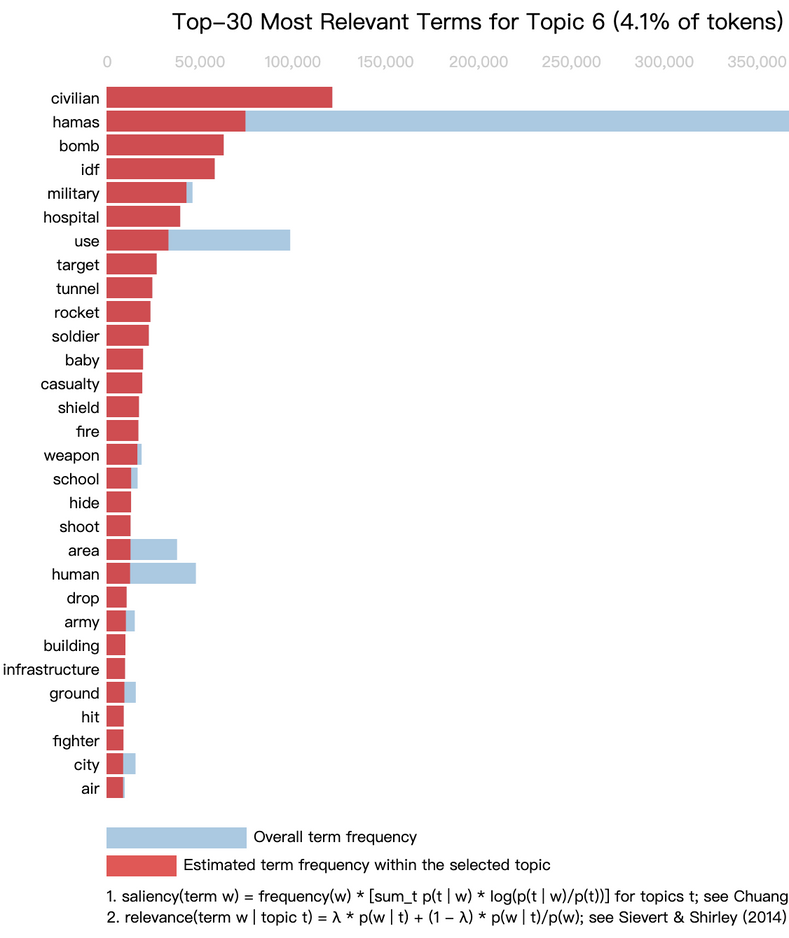 Top-30 Most Relevant Terms for Topic 6 (4.1% of tokens)
0 50,000 100,000 150,000 200,000 250,000 300,000 350,000
civilian
hamas
bomb
idf
military
hospital
use
target
tunnel
rocket
soldier
baby
casualty
shield
fire
weapon
school
hide
shoot
area
human
drop
army
building
infrastructure
ground
hit
fighter
city
air
Overall term frequency
Estimated term frequency within the selected topic
1. saliency(term w) = frequency(w) * [sum_t p(t | w) * log(p(t | w)/p(t))] for topics t; see Chuang
2. relevance(term w | topic t) = λ * p(w | t) + (1 - λ) * p(w | t)/p(w); see Sievert & Shirley (2014)